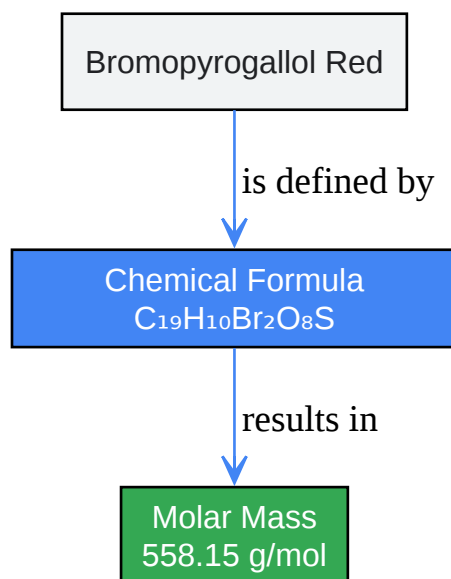 Bromopyrogallol Red
is defined by
Chemical Formula
C₁₉H₁₀Br₂O₈S
results in
Molar Mass
558.15 g/mol